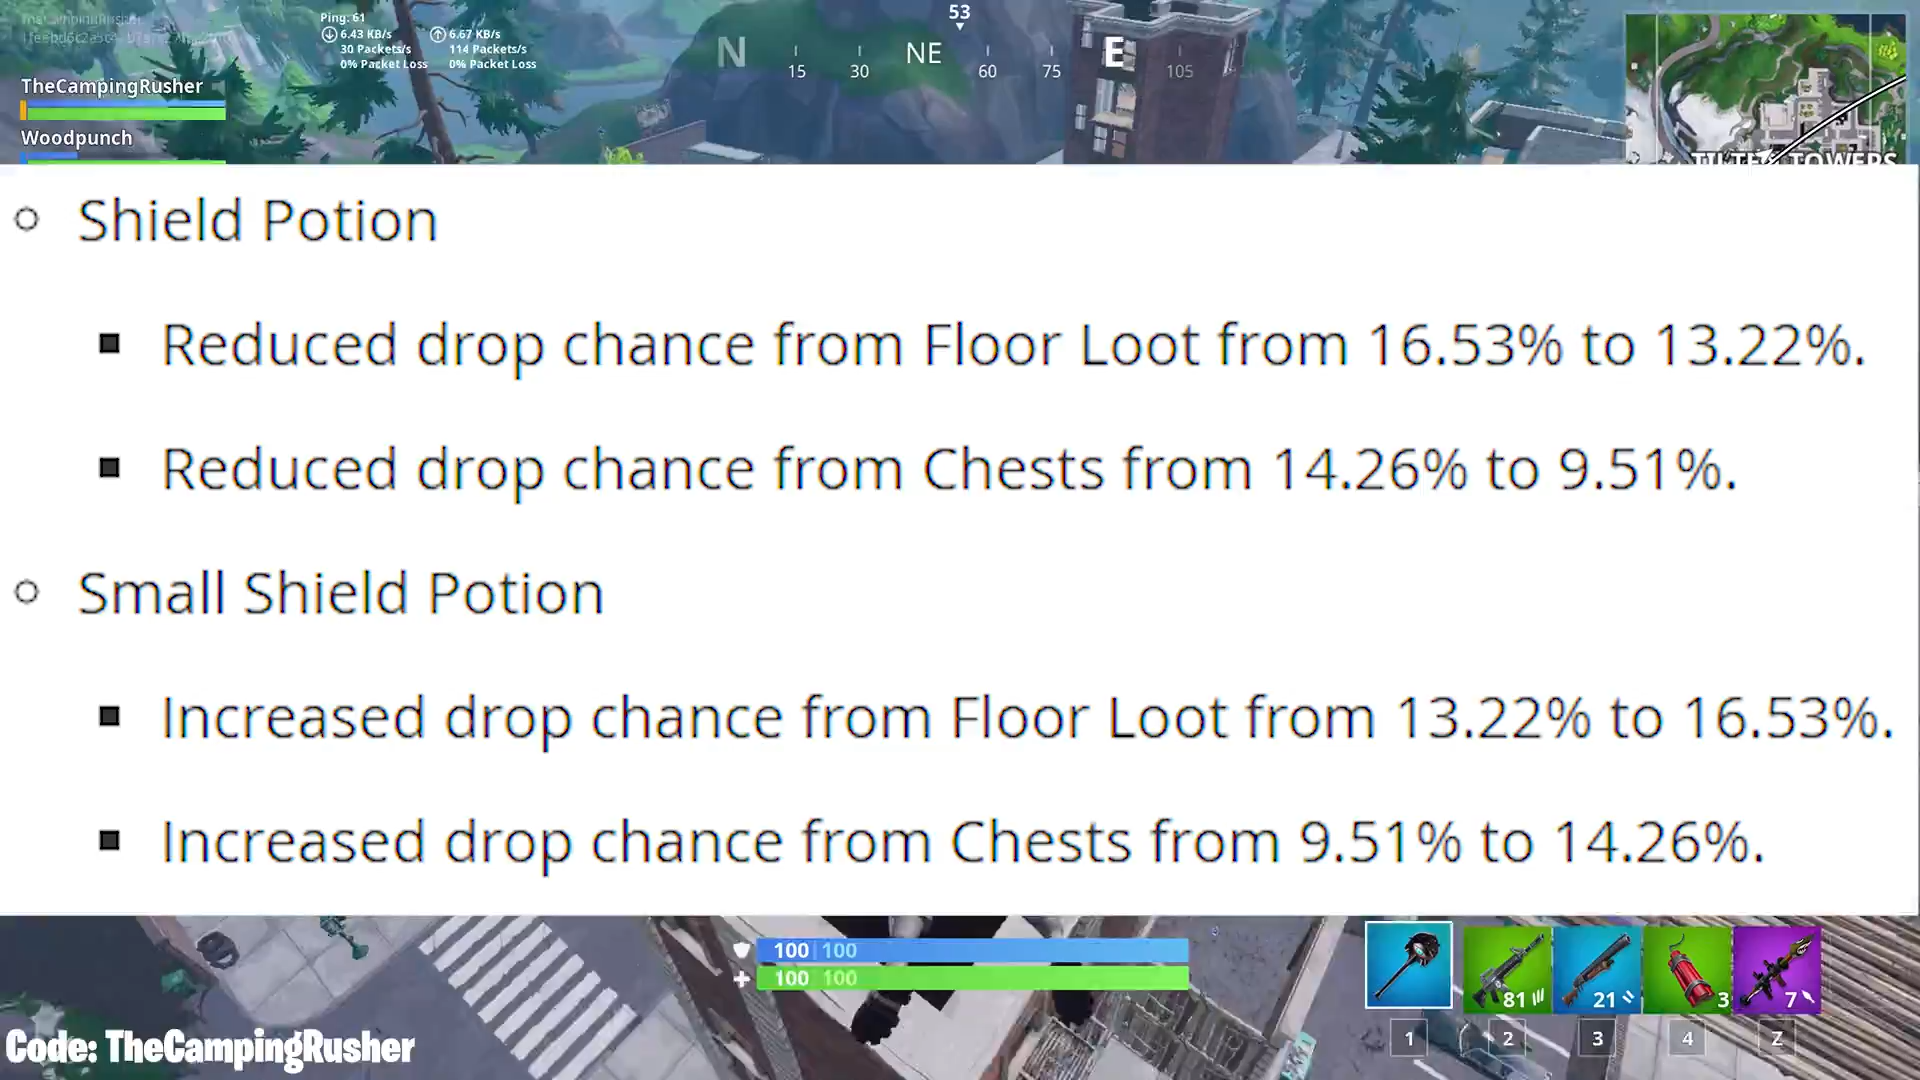 TheCampingRusher
Ping: 61
6.43 KB/s 6.67 KB/s
30 Packets/s 114 Packets/s
0% Packet Loss 0% Packet Loss
53
N 15 30 NE 60 75 E 105
TheCampingRusher
Woodpunch
TILTED TOWERS
Shield Potion
Reduced drop chance from Floor Loot from 16.53% to 13.22%.
Reduced drop chance from Chests from 14.26% to 9.51%.
Small Shield Potion
Increased drop chance from Floor Loot from 13.22% to 16.53%.
Increased drop chance from Chests from 9.51% to 14.26%.
100 100
100 100
81 21 3 7
1 2 3 4 Z
Code: TheCampingRusher